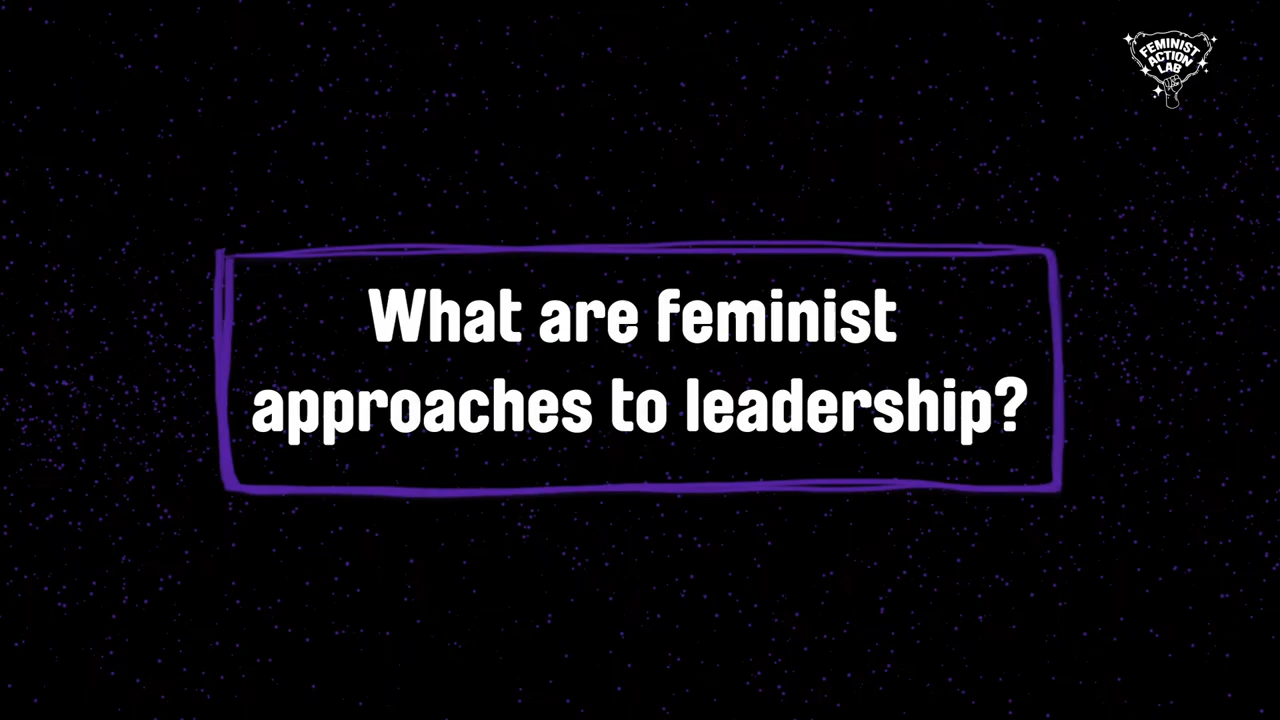 FEMINIST
ACTION
LAB
What are feminist
approaches to leadership?